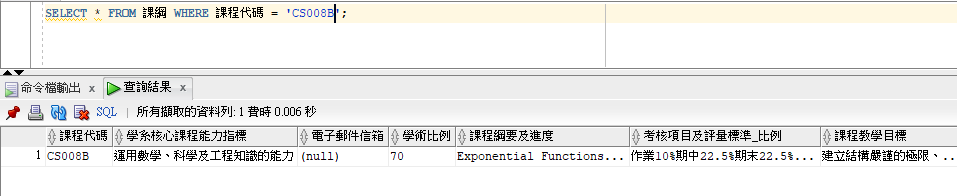 SELECT * FROM 課綱 WHERE 課程代碼 = 'CS008B';
命令檔輸出 x 查詢結果 x
SQL | 所有擷取的資料列: 1 費時 0.006 秒
課程代碼 學系核心課程能力指標 電子郵件信箱 學術比例 課程綱要及進度 考核項目及評量標準_比例 課程教學目標
1 CS008B 運用數學、科學及工程知識的能力 (null) 70 Exponential Functions... 作業10%期中22.5%期末22.5%... 建立結構嚴謹的極限、...